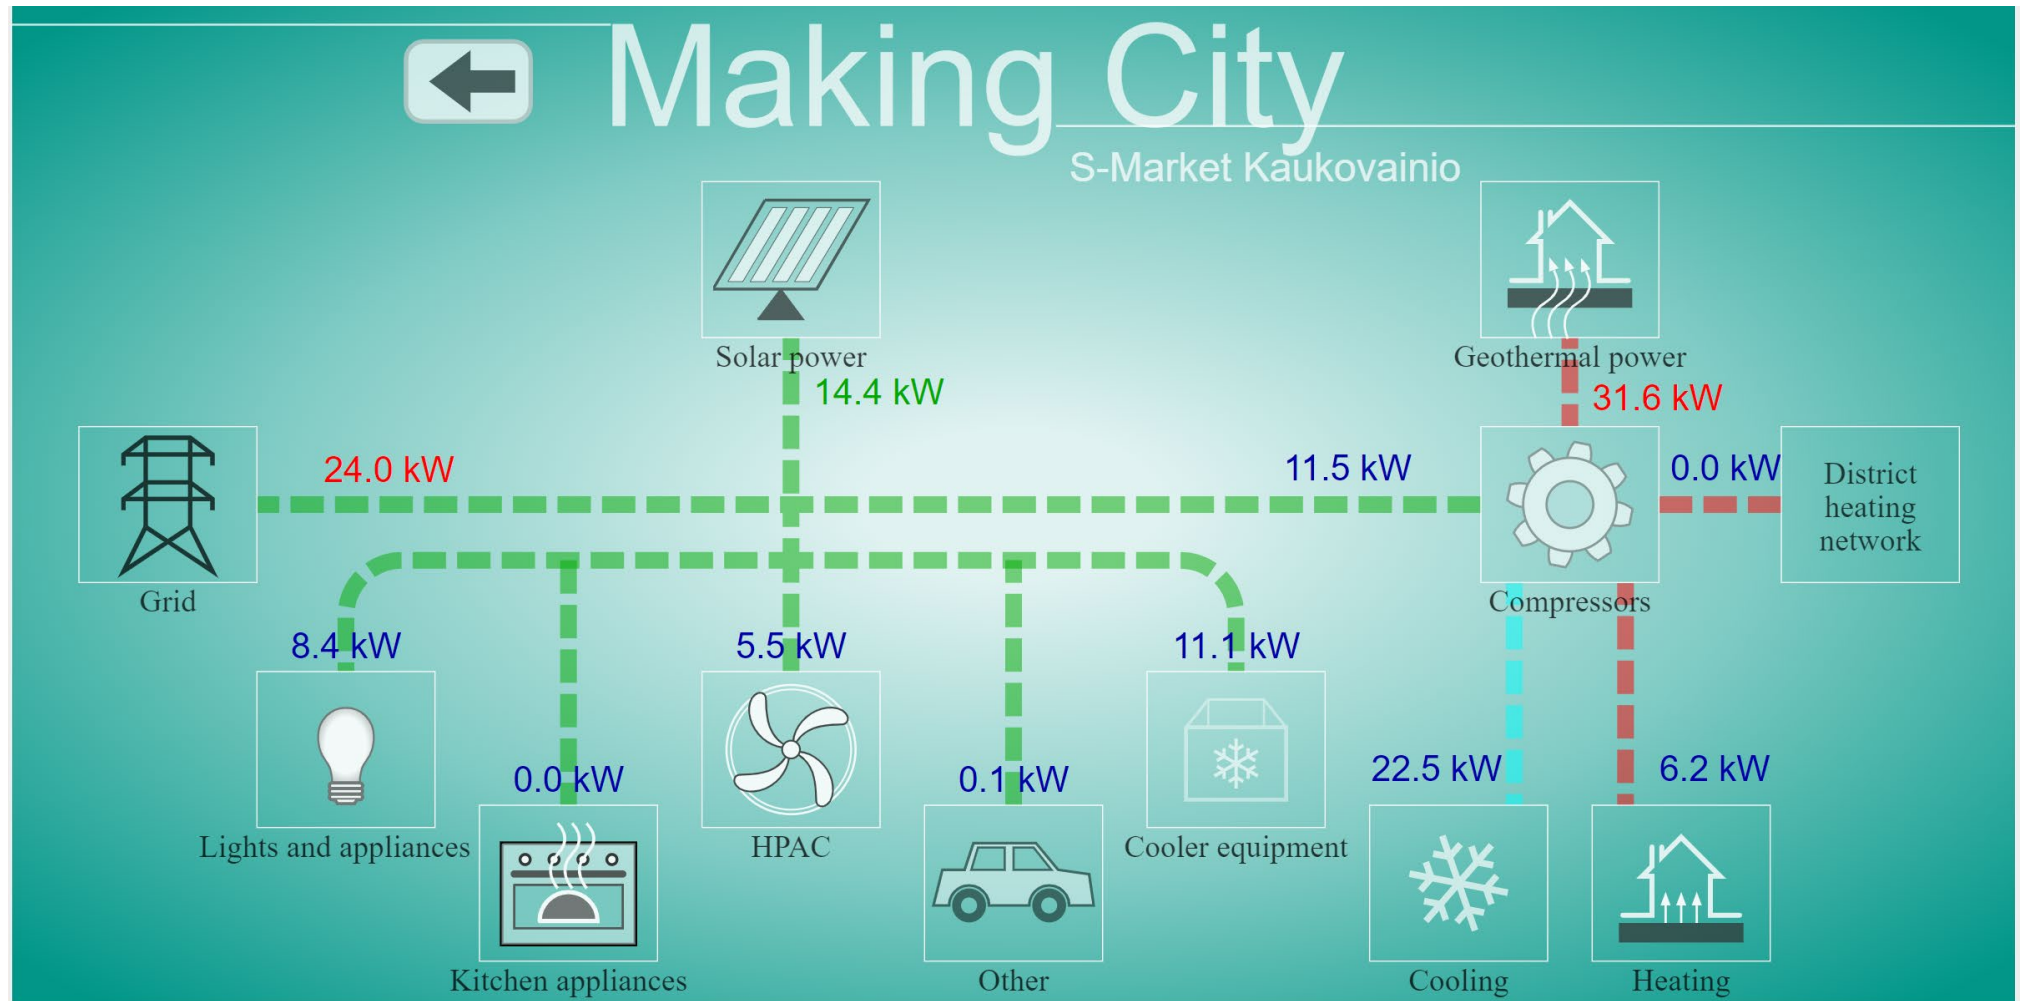 Making City
S-Market Kaukovainio
Solar power
14.4 kW
Geothermal power
31.6 kW
24.0 kW
11.5 kW
0.0 kW
District
heating
network
Grid
Compressors
8.4 kW
5.5 kW
11.1 kW
0.0 kW
0.1 kW
22.5 kW
6.2 kW
Lights and appliances
HPAC
Cooler equipment
Kitchen appliances
Other
Cooling
Heating